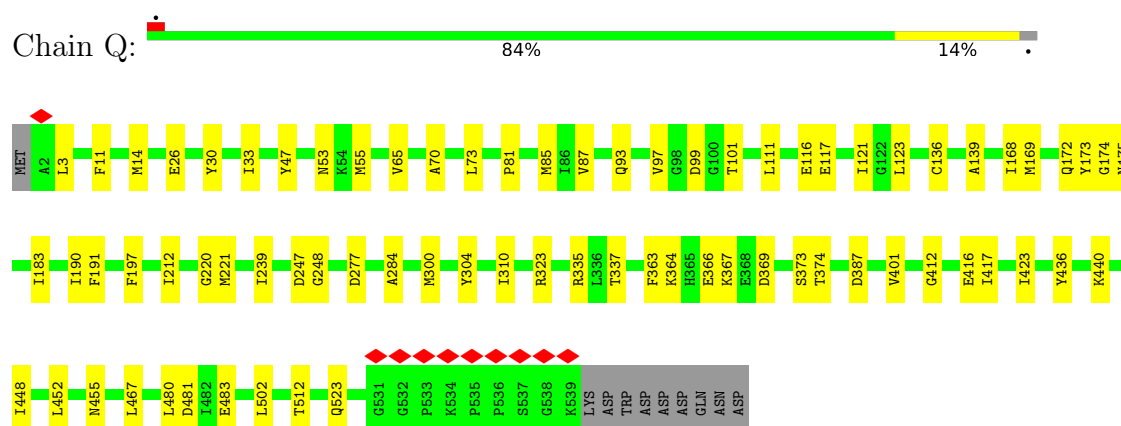 Chain Q:
84% 14%
MET A2 L3 F11 M14 E26 Y30 I33 Y47 N53 K54 M55 V65 A70 L73 P81 M85 I86 V87 Q93 V97 G98 D99 G100 T101 L111 E116 E117 I121 G122 L123 C136 A139 I168 M169 Q172 Y173 G174
I183 I190 F191 F197 I212 G220 M221 I239 D247 G248 D277 A284 M300 Y304 I310 R323 R335 L336 T337 F363 K364 H365 E366 K367 E368 D369 S373 T374 D387 V401 G412 E416 I417 I423 Y436 K440
I448 L452 N455 L467 L480 D481 I482 E483 L502 T512 Q523 G531 G532 P533 K534 P535 P536 S537 G538 K539 LYS ASP TRP ASP ASP ASP GLN ASN ASP